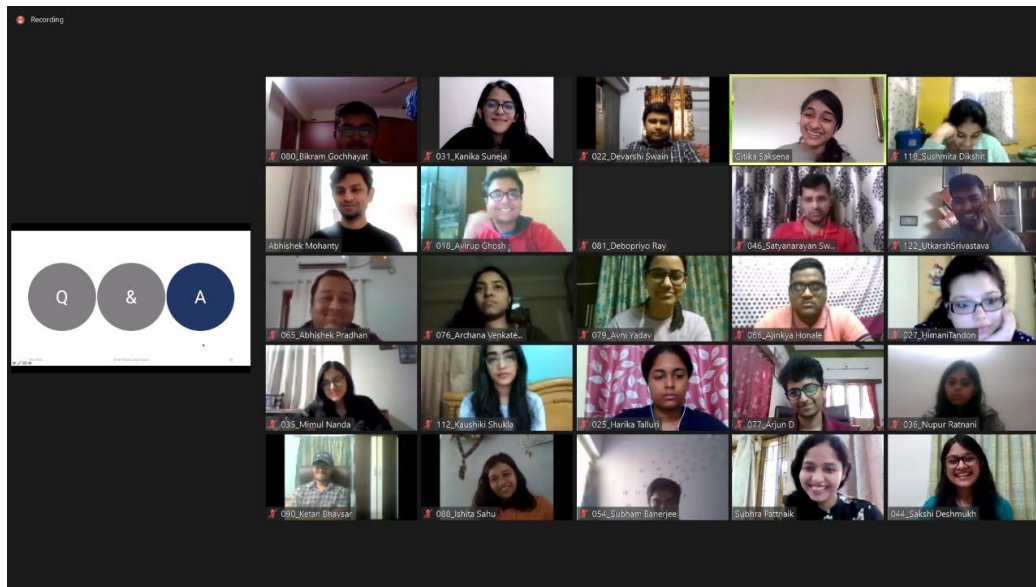 Recording
080_Bikram Gochhayat
031_Kanika Suneja
022_Devarshi Swain
Gitika Saksena
118_Sushmita Dikshit
Abhishek Mohanty
018_Avirup Ghosh
081_Debopriyo Ray
046_Satyanarayan Sw...
122_UtkarshSrivastava
Q & A
065_Abhishek Pradhan
076_Archana Venkate...
079_Avni Yadav
066_Ajinkya Honale
027_HimaniTandon
035_Mimul Nanda
112_Kaushiki Shukla
025_Harika Talluri
077_Arjun D
036_Nupur Ratnani
090_Ketan Bhavsar
088_Ishita Sahu
054_Subham Banerjee
Subhra Pattnaik
044_Sakshi Deshmukh